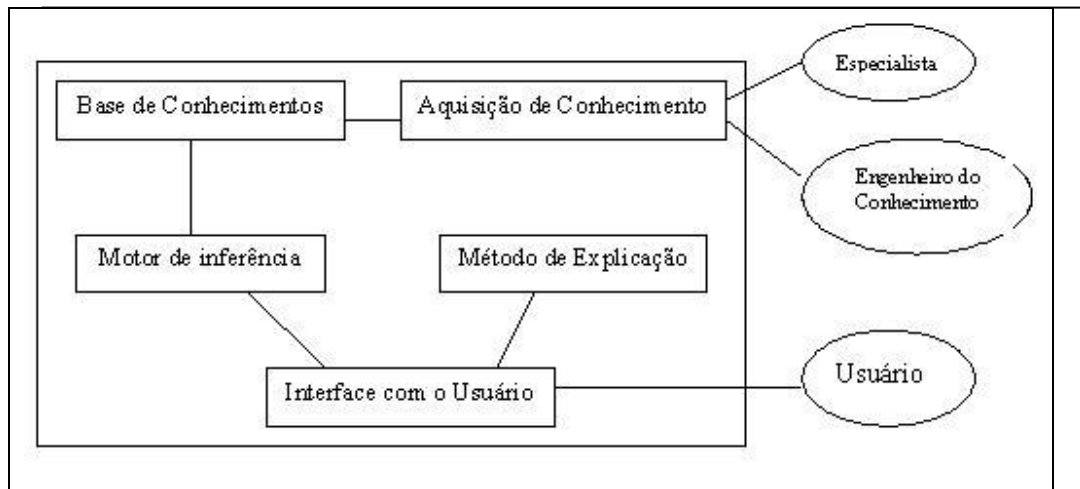 Especialista
Base de Conhecimentos
Aquisição de Conhecimento
Engenheiro do
Conhecimento
Motor de inferência
Método de Explicação
Interface com o Usuário
Usuário